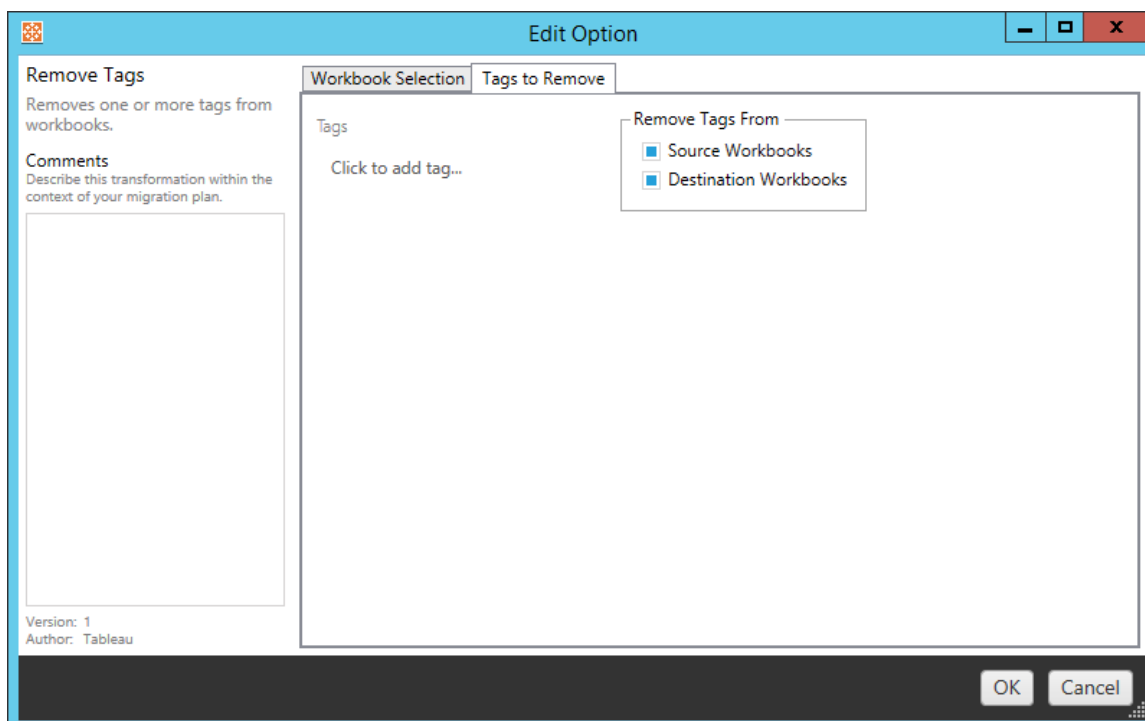 Edit Option
Remove Tags
Removes one or more tags from
workbooks.
Comments
Describe this transformation within the
context of your migration plan.
Version: 1
Author: Tableau
Workbook Selection
Tags to Remove
Tags
Click to add tag...
Remove Tags From
Source Workbooks
Destination Workbooks
OK
Cancel